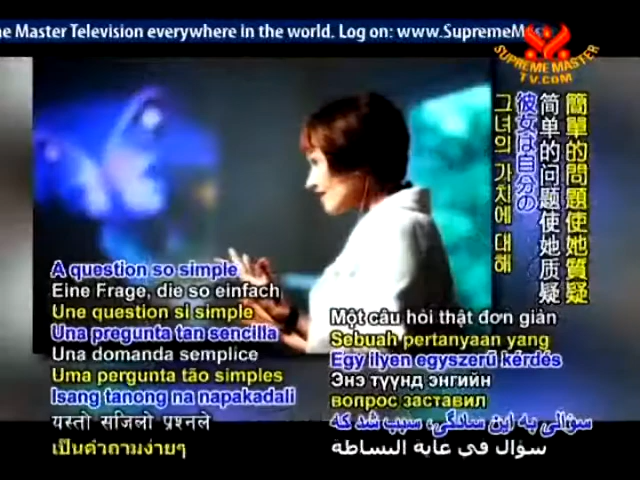 e Master Television everywhere in the world. Log on: www.SupremeMas
SUPREME MASTER
TV.COM
簡單的問題使她質疑
简单的问题使她质疑
彼女は自分の
그녀의 가치에 대해
A question so simple
Eine Frage, die so einfach
Une question si simple
Una pregunta tan sencilla
Una domanda semplice
Uma pergunta tão simples
Isang tanong na napakadali
यस्तो सजिलो प्रश्नले
เป็นคำถามง่ายๆ
Một câu hỏi thật đơn giản
Sebuah pertanyaan yang
Egy ilyen egyszerű kérdés
Энэ түүнд энгийн
вопрос заставил
سؤالی به این سادگی، سبب شد که
سؤال في غاية البساطة